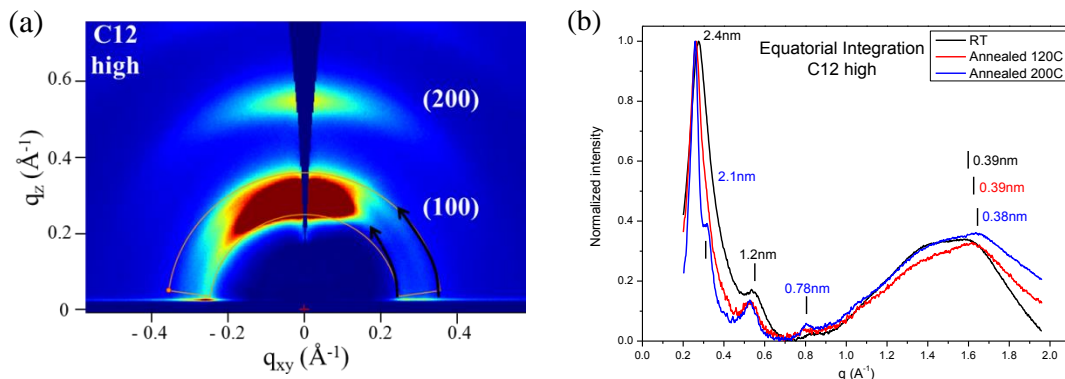 (a)
C12
high
(200)
(100)
q_z (Å⁻¹)
0.6
0.4
0.2
0
-0.6
-0.4
-0.2
0
0.2
0.4
q_xy (Å⁻¹)
(b)
2.4nm
Equatorial Integration
C12 high
RT
Annealed 120C
Annealed 200C
2.1nm
1.2n​m
0.78nm
0.39nm
0.39nm
0.38nm
Normalized intensity
1.0
0.8
0.6
0.4
0.2
0.0
0.0 0.2 0.4 0.6 0.8 1.0 1.2 1.4 1.6 1.8 2.0
q (A⁻¹)